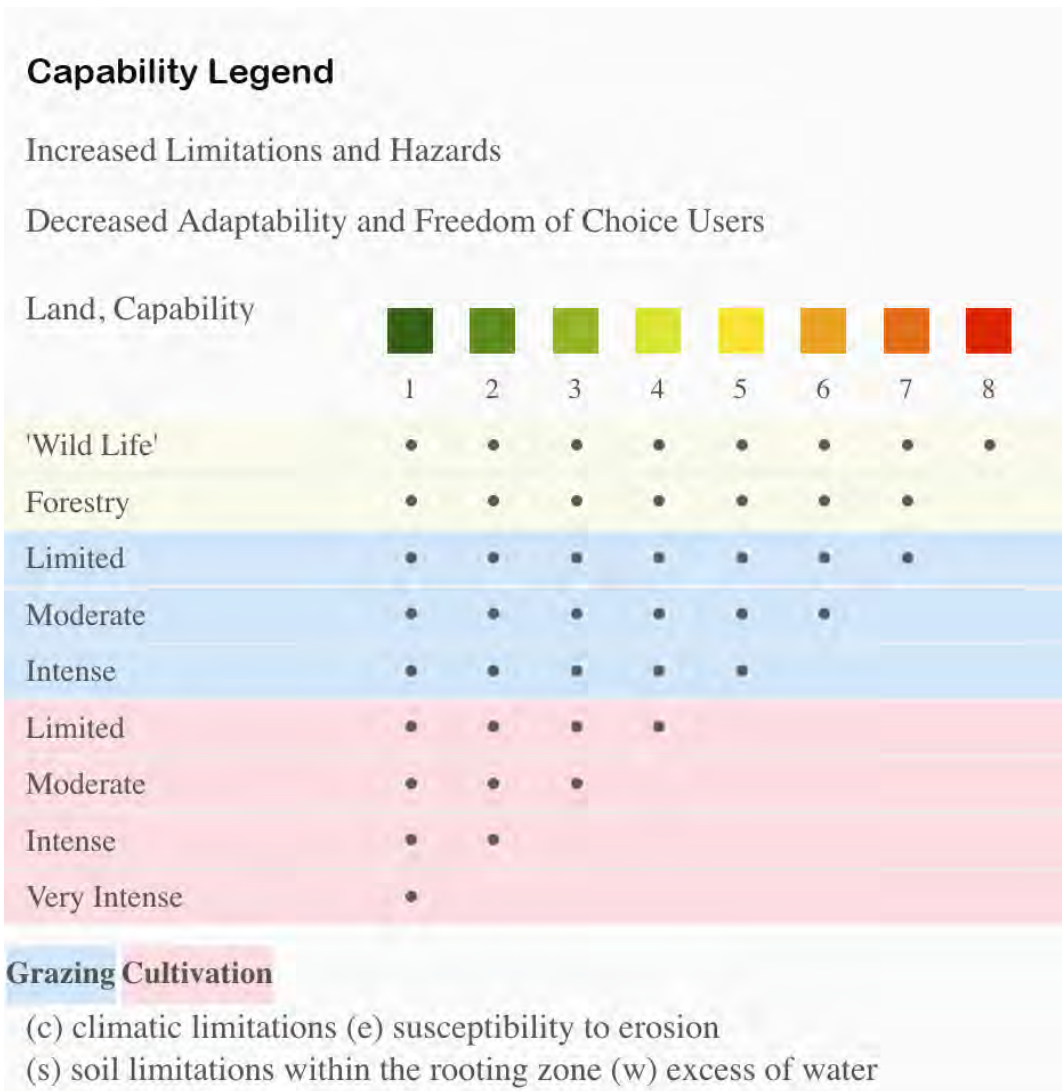 Capability Legend
Increased Limitations and Hazards
Decreased Adaptability and Freedom of Choice Users
Land, Capability
1 2 3 4 5 6 7 8
'Wild Life'
Forestry
Limited
Moderate
Intense
Limited
Moderate
Intense
Very Intense
Grazing Cultivation
(c) climatic limitations (e) susceptibility to erosion
(s) soil limitations within the rooting zone (w) excess of water